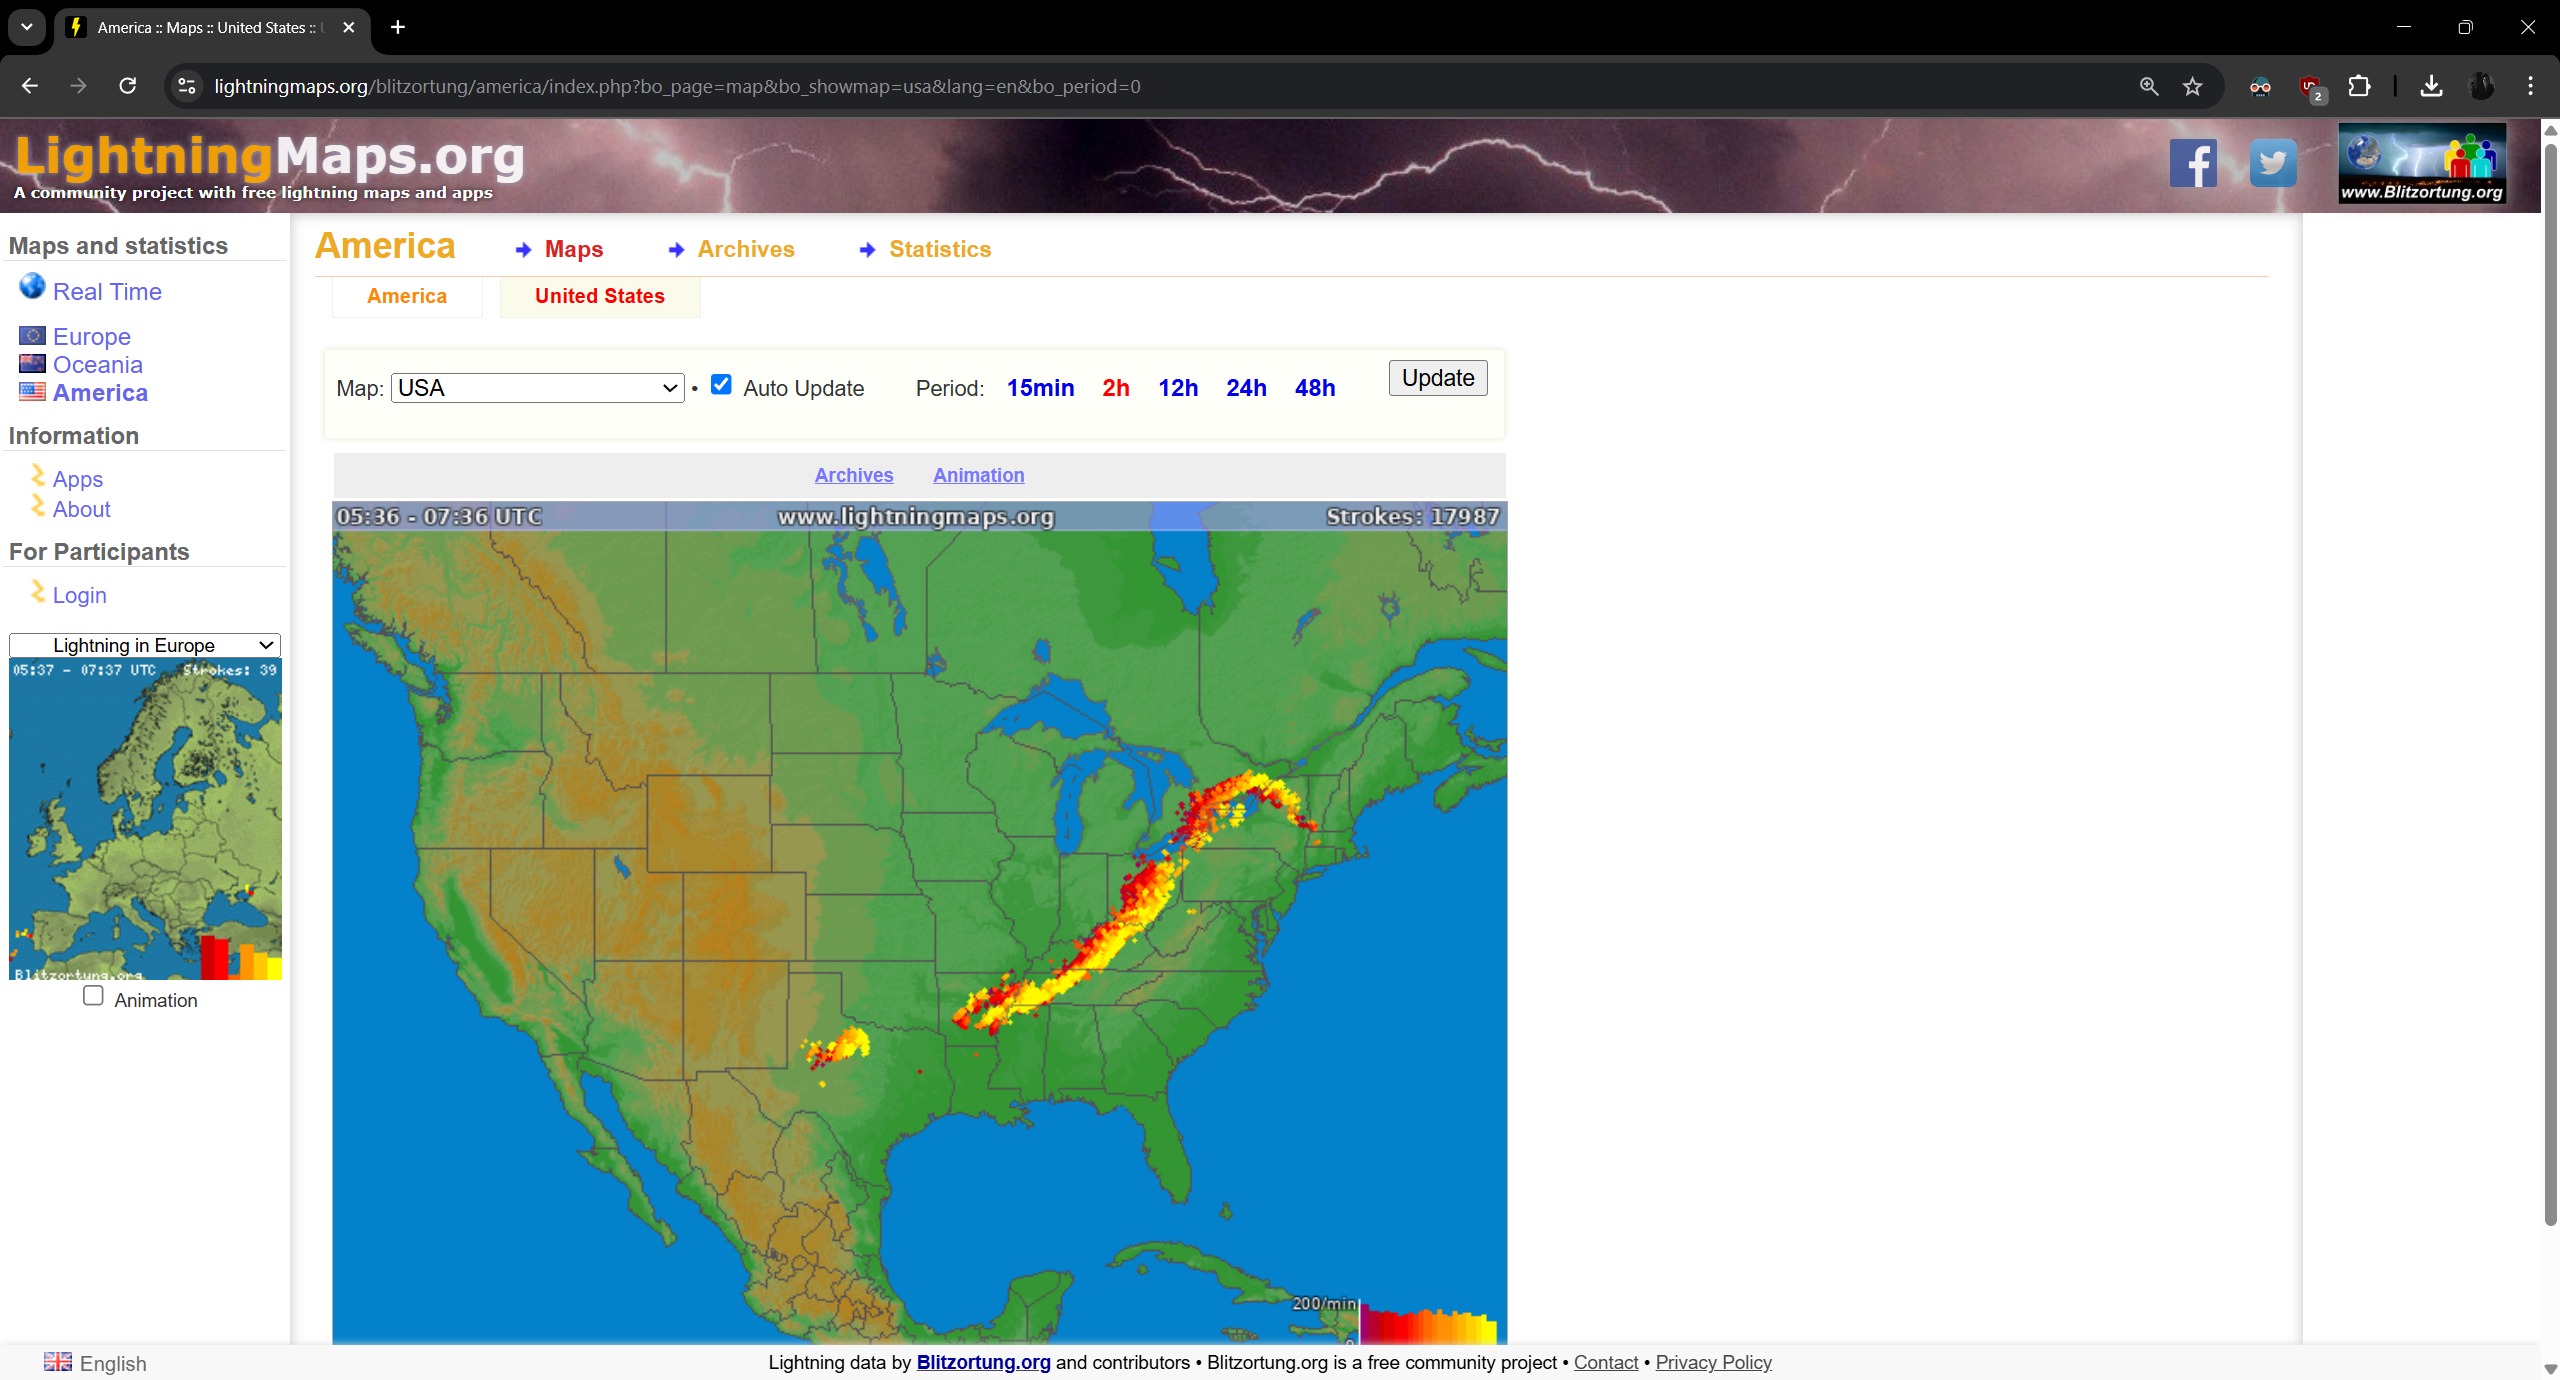 America :: Maps :: United States ::
lightningmaps.org/blitzortung/america/index.php?bo_page=map&bo_showmap=usa&lang=en&bo_period=0
2
LightningMaps.org
A community project with free lightning maps and apps
www.Blitzortung.org
Maps and statistics
Real Time
Europe
Oceania
America
Information
Apps
About
For Participants
Login
Lightning in Europe
05:37 - 07:37 UTC Strokes: 39
Blitzortung.org
Animation
America Maps Archives Statistics
America United States
Map: USA • Auto Update Period: 15min 2h 12h 24h 48h Update
Archives Animation
05:36 - 07:36 UTC www.lightningmaps.org Strokes: 17987
200/min
English
Lightning data by Blitzortung.org and contributors • Blitzortung.org is a free community project • Contact • Privacy Policy